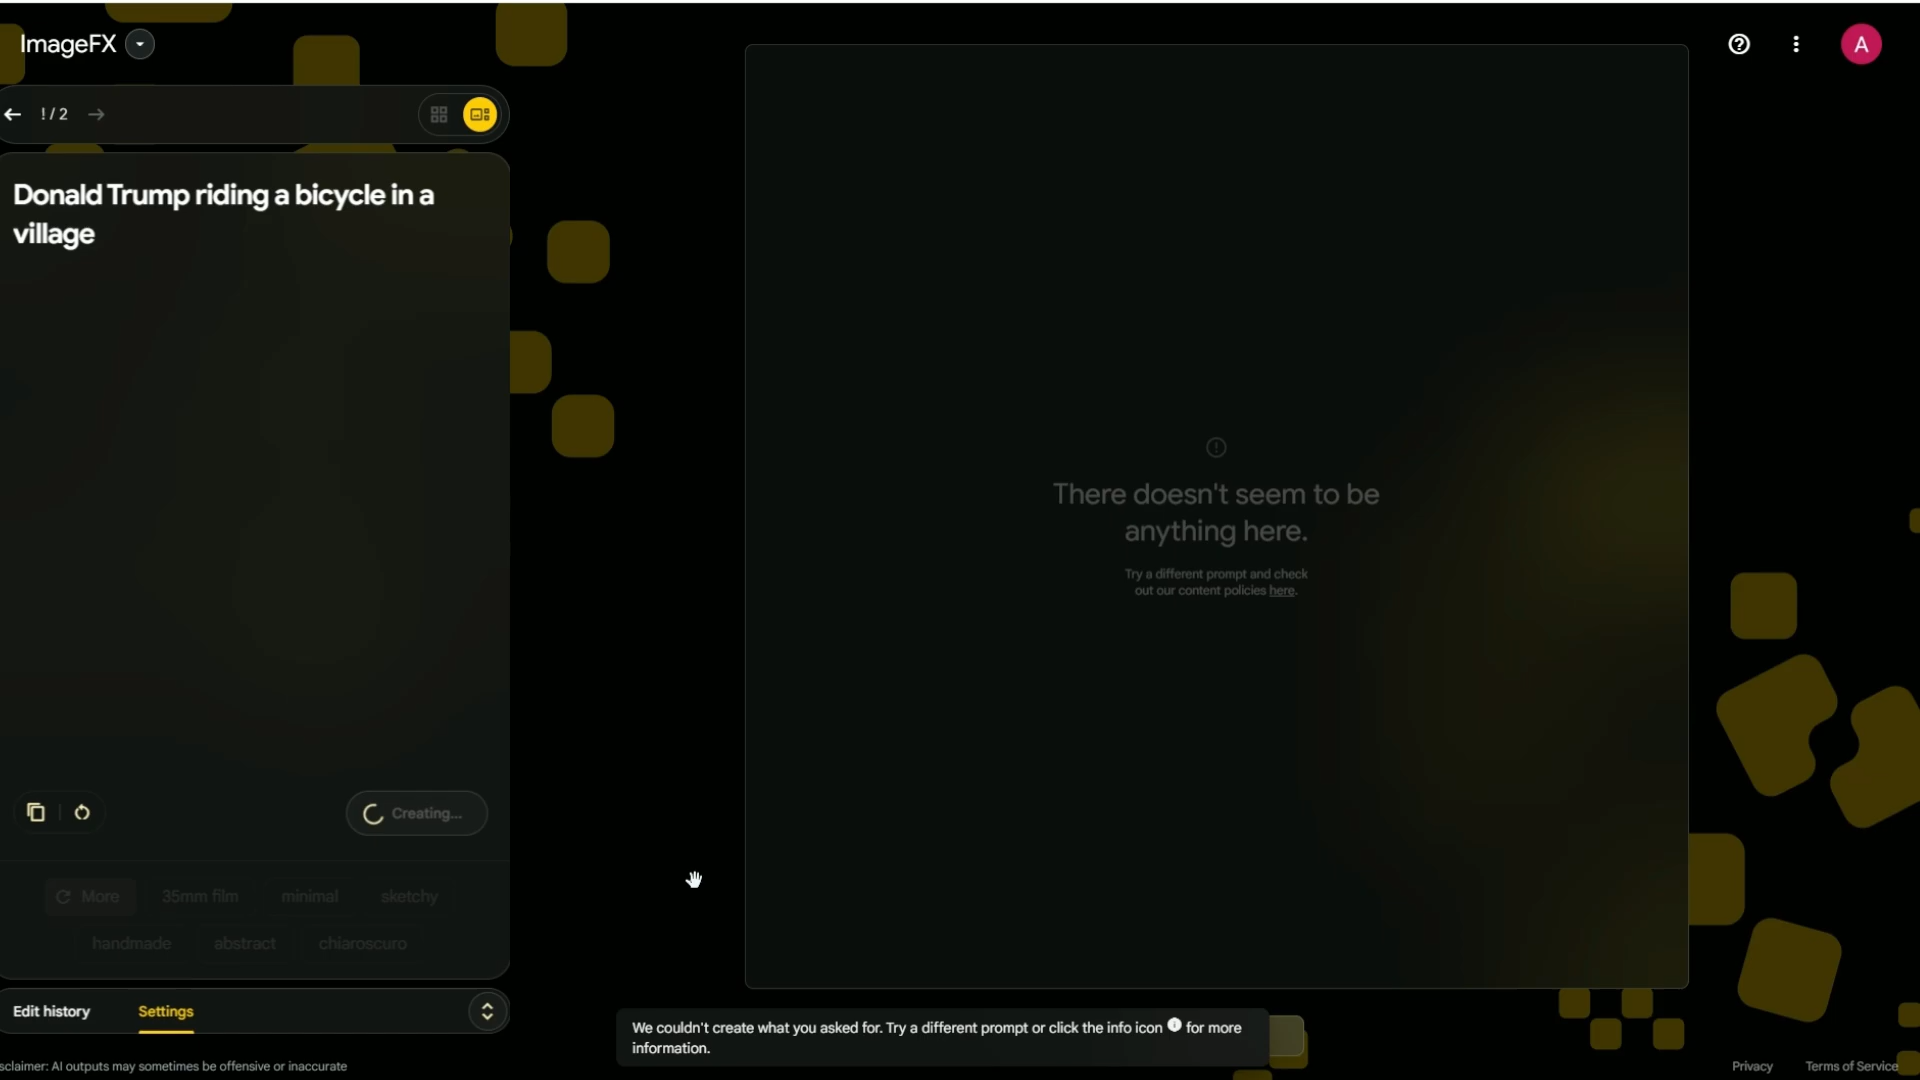 ImageFX
A
! / 2
Donald Trump riding a bicycle in a
village
There doesn't seem to be
anything here.
Try a different prompt and check
out our content policies here.
Creating...
More
35mm film
minimal
sketchy
handmade
abstract
chiaroscuro
Edit history
Settings
We couldn't create what you asked for. Try a different prompt or click the info icon for more
information.
sclaimer: AI outputs may sometimes be offensive or inaccurate
Privacy
Terms of Service